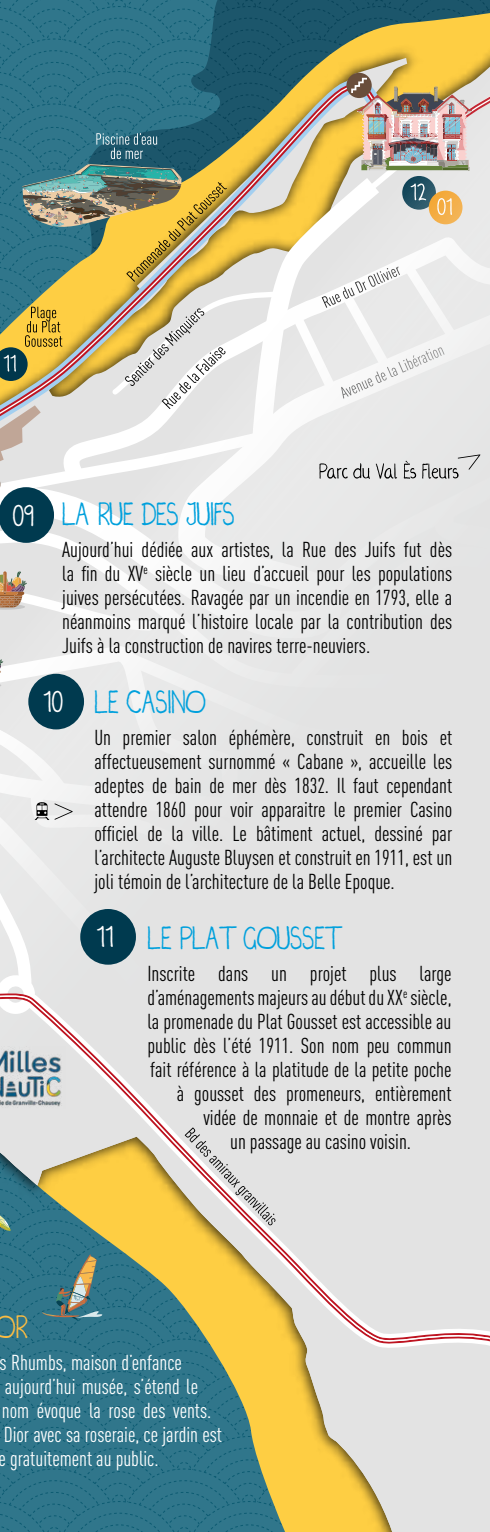 Piscine d'eau
de mer
12
01
Promenade du Plat Gousset
Plage
du Plat
Gousset
11
Sentier des Minquiers
Rue de la Falaise
Rue du Dr Ollivier
Avenue de la Libération
Parc du Val Ès Fleurs
09 LA RUE DES JUIFS
Aujourd'hui dédiée aux artistes, la Rue des Juifs fut dès
la fin du XVe siècle un lieu d'accueil pour les populations
juives persécutées. Ravagée par un incendie en 1793, elle a
néanmoins marqué l'histoire locale par la contribution des
Juifs à la construction de navires terre-neuviers.
10 LE CASINO
Un premier salon éphémère, construit en bois et
affectueusement surnommé « Cabane », accueille les
adeptes de bain de mer dès 1832. Il faut cependant
attendre 1860 pour voir apparaitre le premier Casino
officiel de la ville. Le bâtiment actuel, dessiné par
l'architecte Auguste Bluysen et construit en 1911, est un
joli témoin de l'architecture de la Belle Epoque.
11 LE PLAT GOUSSET
Inscrite dans un projet plus large
d'aménagements majeurs au début du XXe siècle,
la promenade du Plat Gousset est accessible au
public dès l'été 1911. Son nom peu commun
fait référence à la platitude de la petite poche
à gousset des promeneurs, entièrement
vidée de monnaie et de montre après
un passage au casino voisin.
Milles
NAUTIC
de Granville-Chausey
Bd des amiraux granvillais
OR
s Rhumbs, maison d'enfance
aujourd'hui musée, s'étend le
nom évoque la rose des vents.
Dior avec sa roseraie, ce jardin est
e gratuitement au public.